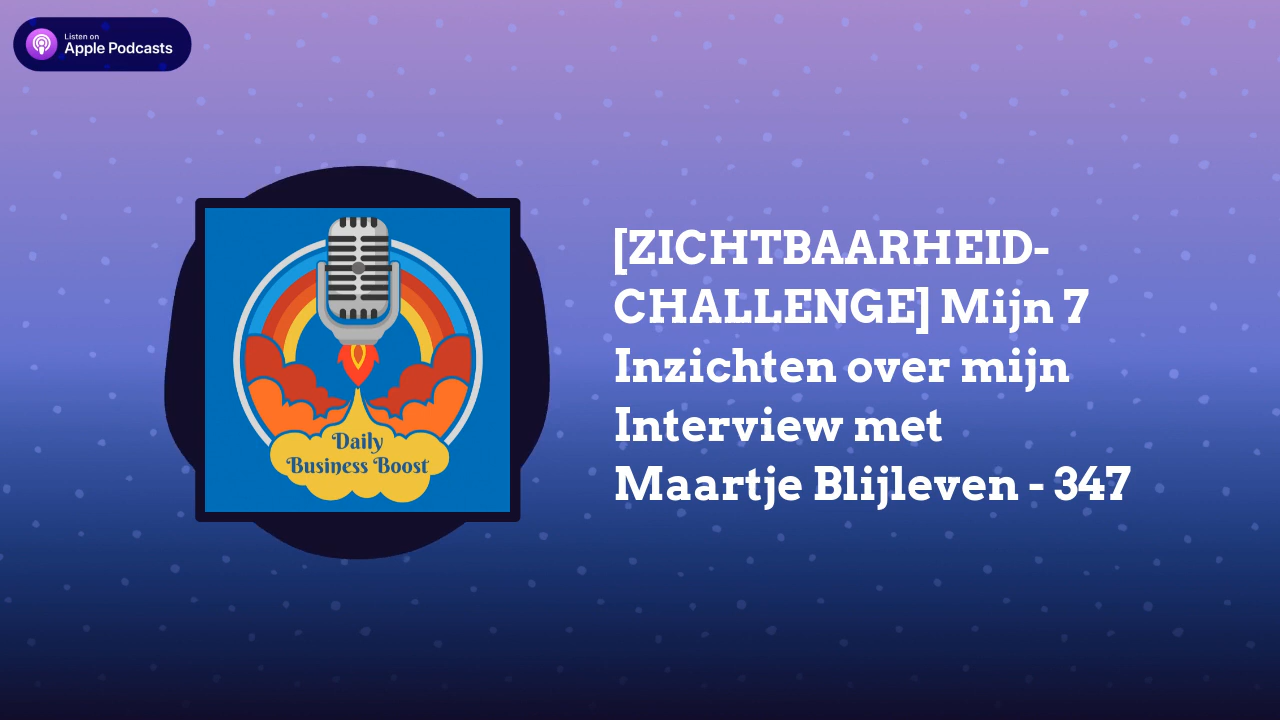 Listen on
Apple Podcasts
Daily
Business Boost
[ZICHTBAARHEID-
CHALLENGE] Mijn 7
Inzichten over mijn
Interview met
Maartje Blijleven - 347